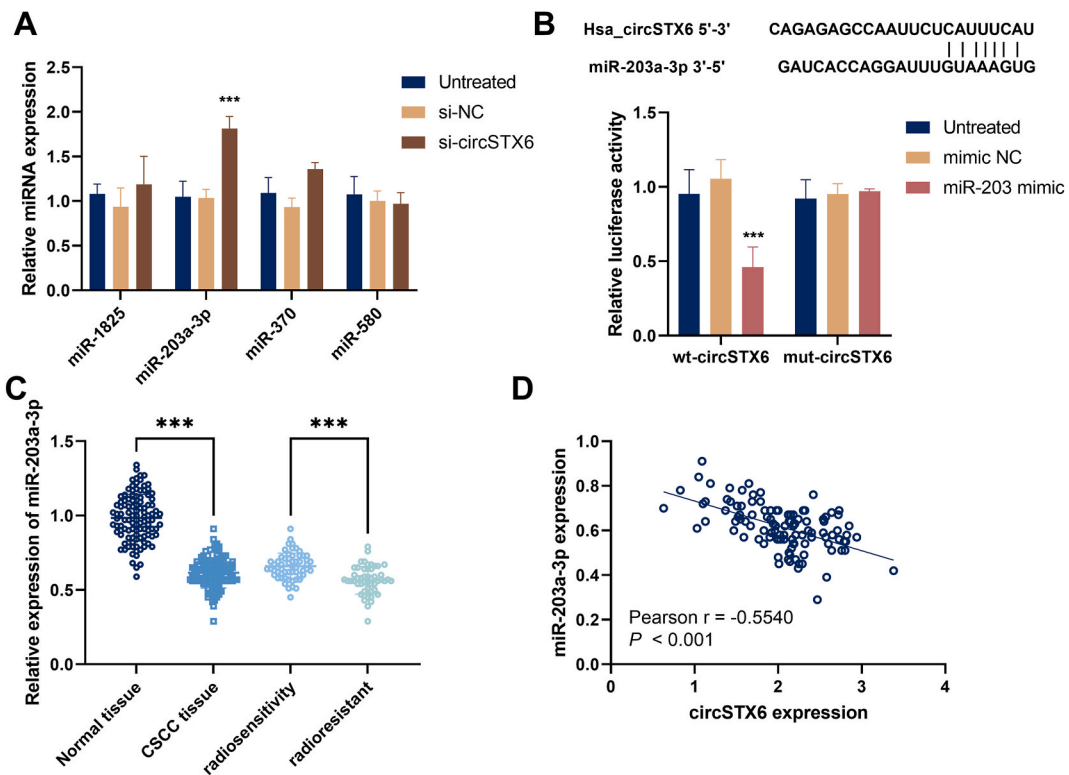 A
Relative miRNA expression
2.5
2.0
1.5
1.0
0.5
0.0
***
Untreated
si-NC
si-circSTX6
miR-1825
miR-203a-3p
miR-370
miR-580
B
Hsa_circSTX6 5'-3' CAGAGAGCCAAUUCUCAUUUCAU
miR-203a-3p 3'-5' GAUCACCAGGAUUUGUAAAGUG
Relative luciferase activity
1.5
1.0
0.5
0.0
***
Untreated
mimic NC
miR-203 mimic
wt-circSTX6
mut-circSTX6
C
Relative expression of miR-203a-3p
1.5
1.0
0.5
0.0
***
***
Normal tissue
CSCC tissue
radiosensitivity
radioresistant
D
miR-203a-3p expression
1.0
0.8
0.6
0.4
0.2
0.0
Pearson r = -0.5540
P < 0.001
0 1 2 3 4
circSTX6 expression